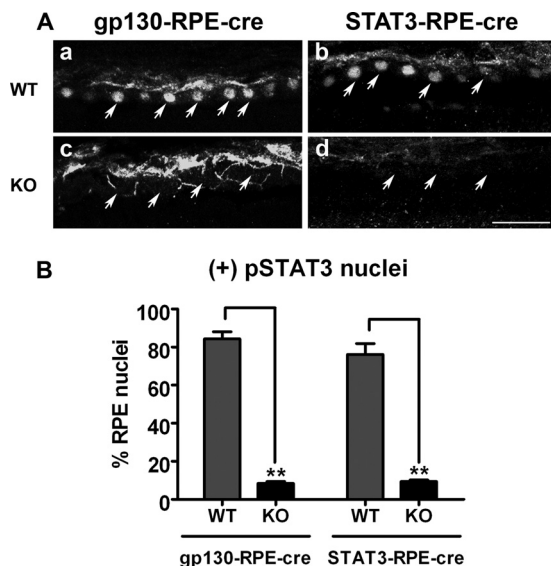 A
gp130-RPE-cre
STAT3-RPE-cre
a
b
WT
c
d
KO
B
(+) pSTAT3 nuclei
% RPE nuclei
100
80
60
40
20
0
**
**
WT
KO
WT
KO
gp130-RPE-cre
STAT3-RPE-cre